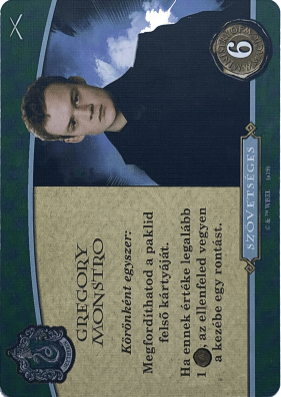 GREGORY
MONSTRO
Körönként egyszer:
Megfordíthatod a paklid
felső kártyáját.
Ha ennek értéke legalább
1, az ellenfeled vegyen
a kezébe egy rontást.
SZÖVETSÉGES
6